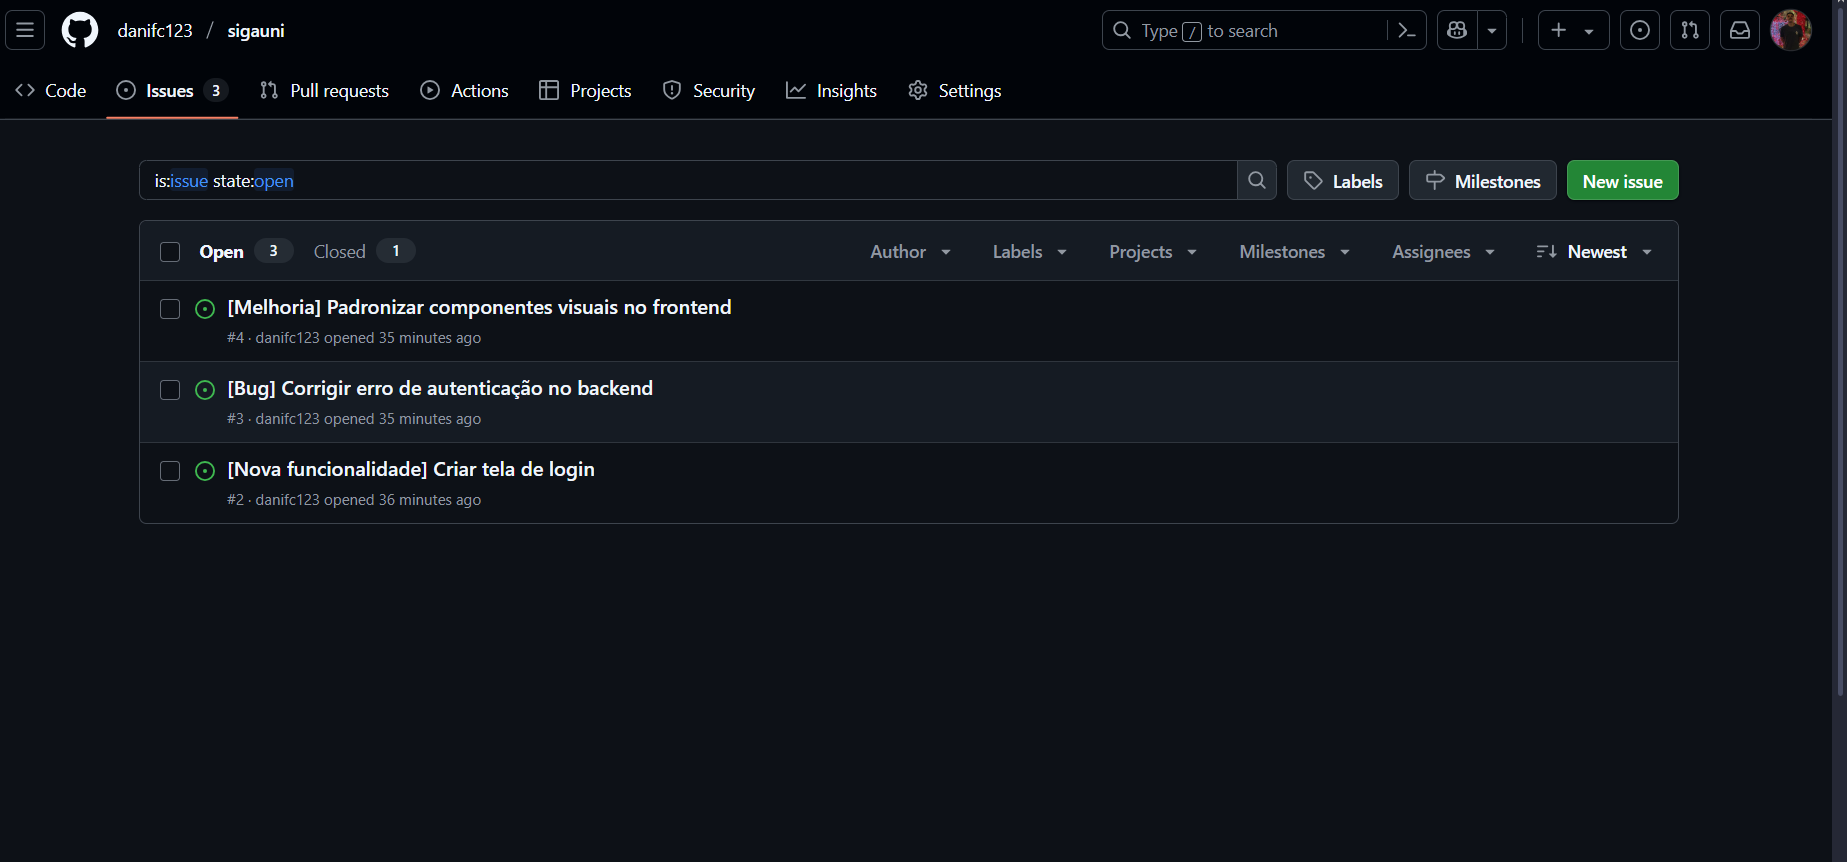 danifc123 / sigauni
Type / to search
Code
Issues 3
Pull requests
Actions
Projects
Security
Insights
Settings
is:issue state:open
Labels
Milestones
New issue
Open 3
Closed 1
Author
Labels
Projects
Milestones
Assignees
Newest
[Melhoria] Padronizar componentes visuais no frontend
#4 · danifc123 opened 35 minutes ago
[Bug] Corrigir erro de autenticação no backend
#3 · danifc123 opened 35 minutes ago
[Nova funcionalidade] Criar tela de login
#2 · danifc123 opened 36 minutes ago